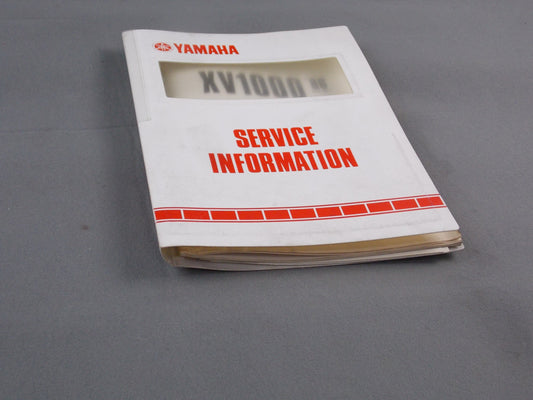 YAMAHA
XV1000
SERVICE
INFORMATION